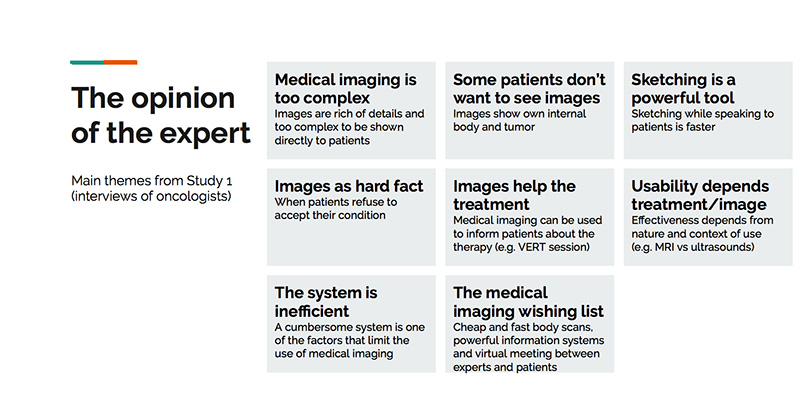 The opinion
of the expert
Main themes from Study 1
(interviews of oncologists)
Medical imaging is
too complex
Images are rich of details and
too complex to be shown
directly to patients
Some patients don't
want to see images
Images show own internal
body and tumor
Sketching is a
powerful tool
Sketching while speaking to
patients is faster
Images as hard fact
When patients refuse to
accept their condition
Images help the
treatment
Medical imaging can be used
to inform patients about the
therapy (e.g. VERT session)
Usability depends
treatment/image
Effectiveness depends from
nature and context of use
(e.g. MRI vs ultrasounds)
The system is
inefficient
A cumbersome system is one
of the factors that limit the
use of medical imaging
The medical
imaging wishing list
Cheap and fast body scans,
powerful information systems
and virtual meeting between
experts and patients